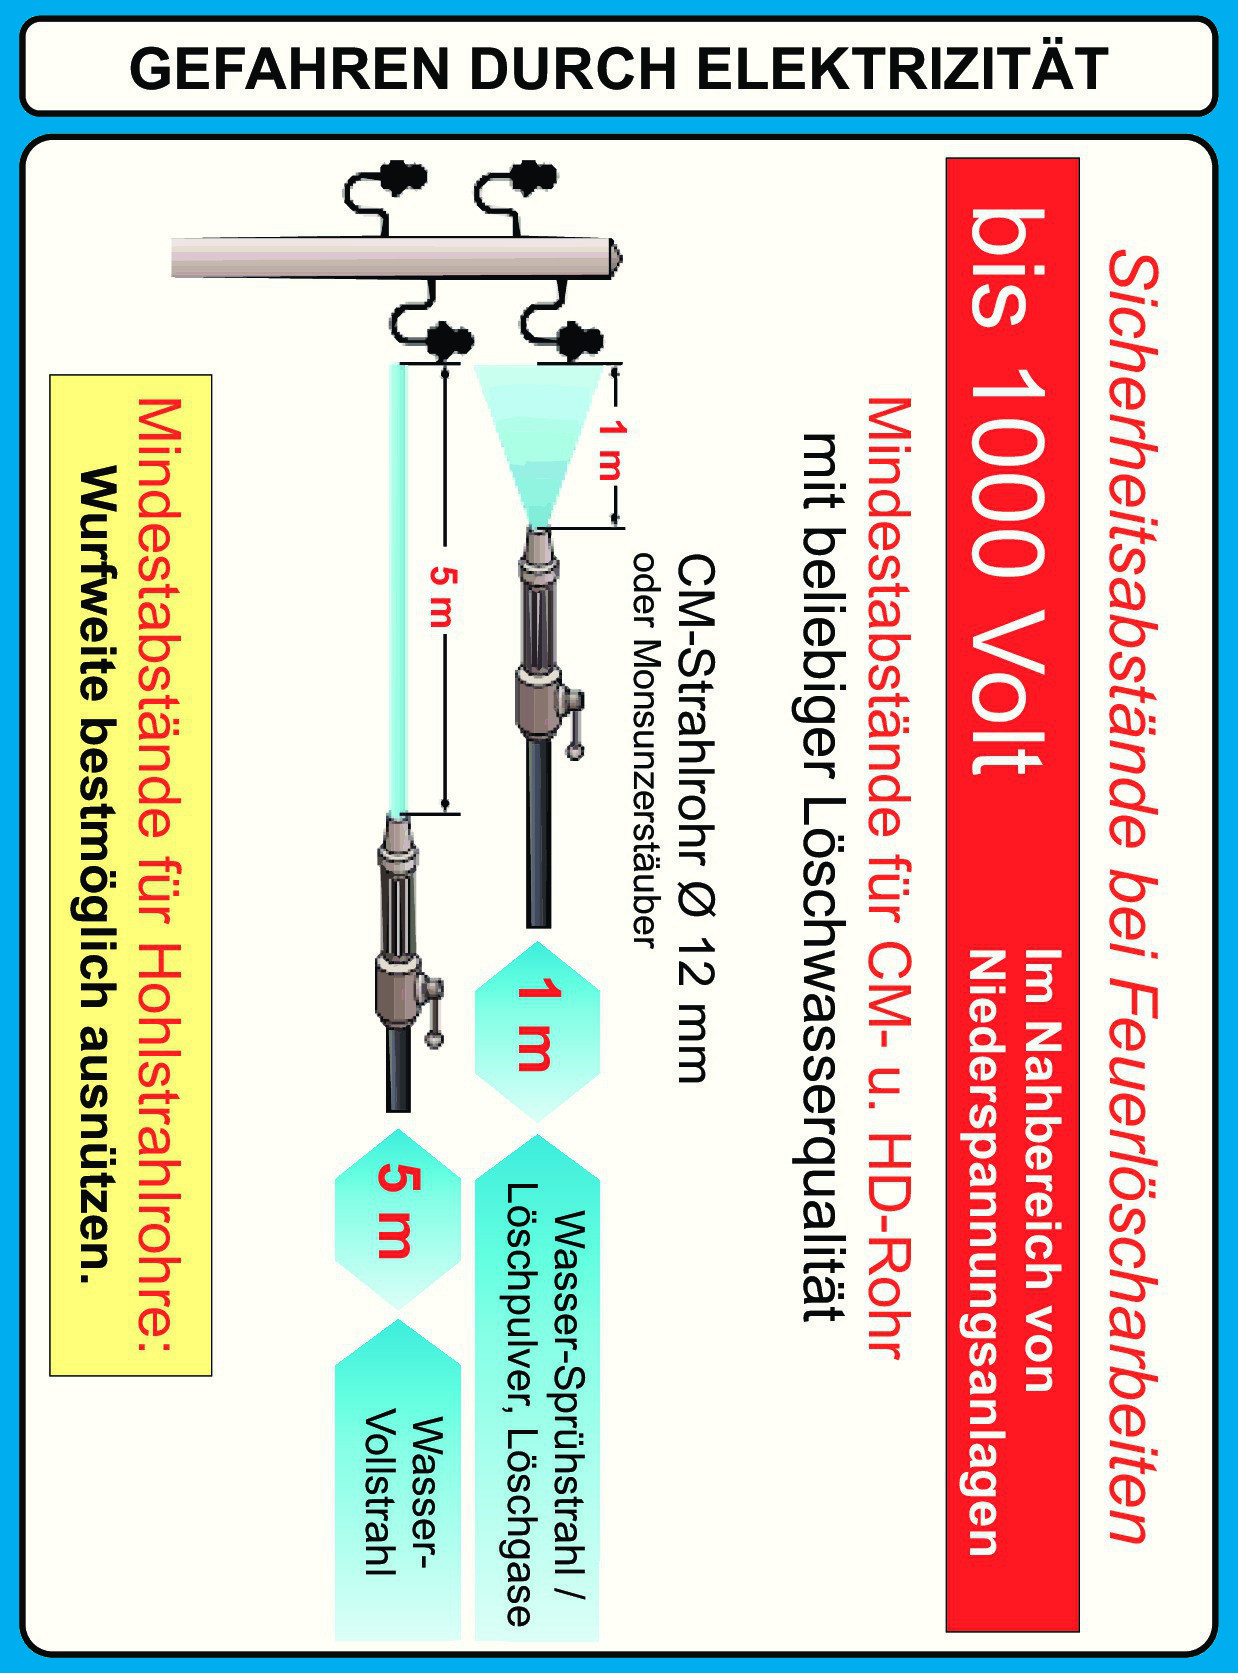 GEFAHREN DURCH ELEKTRIZITÄT
Sicherheitsabstände bei Feuerlöscharbeiten
bis 1000 Volt
Im Nahbereich von
Niederspannungsanlagen
Mindestabstände für CM- u. HD-Rohr
mit beliebiger Löschwasserqualität
CM-Strahlrohr Ø 12 mm
oder Monsunzerstäuber
1 m
1 m
Wasser-Sprühstrahl /
Löschpulver, Löschgase
5 m
5 m
Wasser-
Vollstrahl
Mindestabstände für Hohlstrahlrohre:
Wurfweite bestmöglich ausnützen.